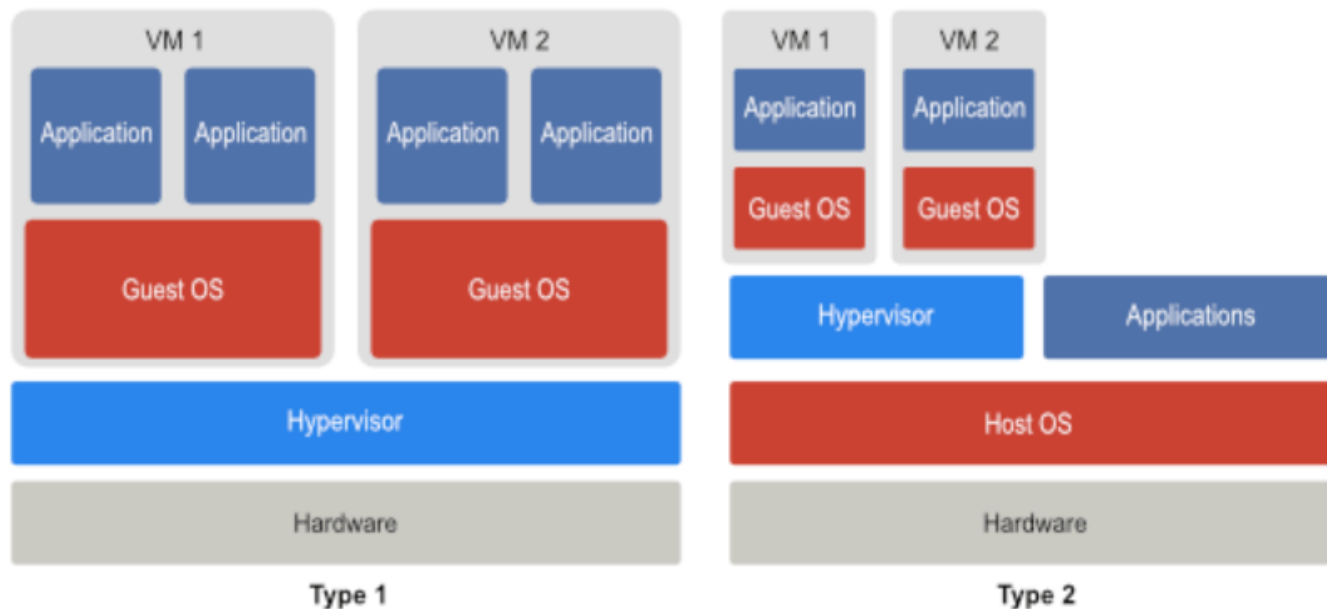 VM 1
VM 2
Application
Application
Application
Application
Guest OS
Guest OS
Hypervisor
Hardware
Type 1
VM 1
VM 2
Application
Application
Guest OS
Guest OS
Hypervisor
Applications
Host OS
Hardware
Type 2